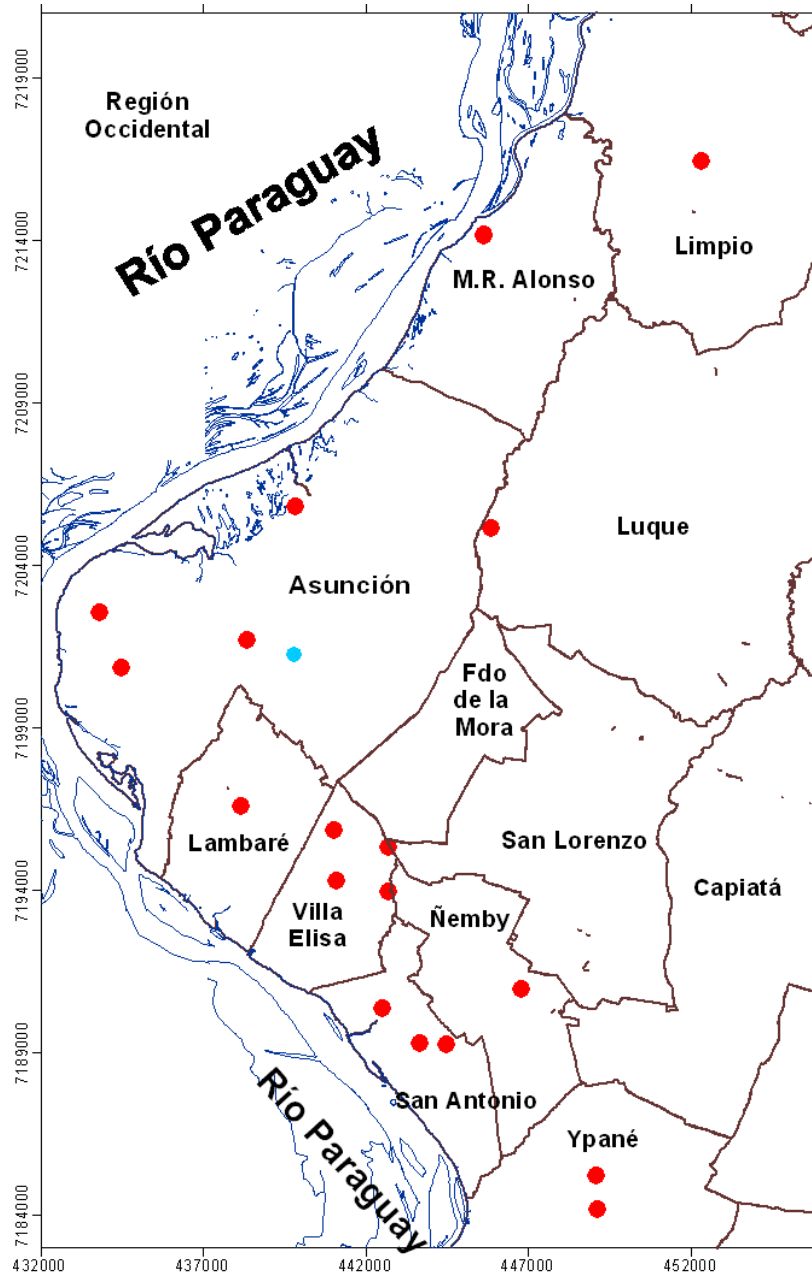 7219000
Región
Occidental
Río Paraguay
7214000
Limpio
M.R. Alonso
7209000
Luque
7204000
Asunción
Fdo
de la
Mora
7199000
Lambaré
San Lorenzo
Capiatá
7194000
Villa
Elisa
Ñemby
7189000
Río Paraguay
San Antonio
Ypané
7184000
432000 437000 442000 447000 452000